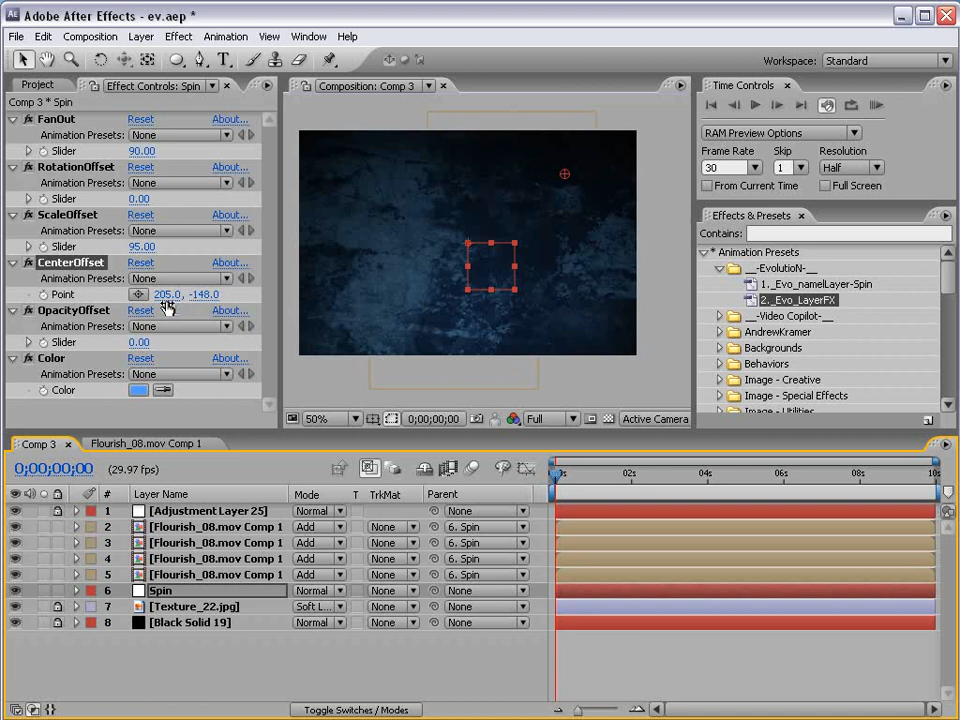 Adobe After Effects - ev.aep *
File Edit Composition Layer Effect Animation View Window Help
Workspace: Standard
Project Effect Controls: Spin
Comp 3 * Spin
FanOut Reset About...
Animation Presets: None
Slider 90.00
RotationOffset Reset About...
Animation Presets: None
Slider 0.00
ScaleOffset Reset About...
Animation Presets: None
Slider 95.00
CenterOffset Reset About...
Animation Presets: None
Point 205.0, -148.0
OpacityOffset Reset About...
Animation Presets: None
Slider 0.00
Color Reset About...
Animation Presets: None
Color
Composition: Comp 3
50% 0;00;00;00 Full Active Camera
Time Controls
RAM Preview Options
Frame Rate Skip Resolution
30 1 Half
From Current Time Full Screen
Effects & Presets
Contains:
* Animation Presets
__-EvolutioN-__
1._Evo_nameLayer-Spin
2._Evo_LayerFX
__-Video Copilot-__
AndrewKramer
Backgrounds
Behaviors
Image - Creative
Image - Special Effects
Image - Utilities
Comp 3 Flourish_08.mov Comp 1
0;00;00;00 (29.97 fps)
# Layer Name Mode T TrkMat Parent
02s 04s 06s 08s 10s
1 [Adjustment Layer 25] Normal None
2 [Flourish_08.mov Comp 1 Add None 6. Spin
3 [Flourish_08.mov Comp 1 Add None 6. Spin
4 [Flourish_08.mov Comp 1 Add None 6. Spin
5 [Flourish_08.mov Comp 1 Add None 6. Spin
6 Spin Normal None None
7 [Texture_22.jpg] Soft L... None None
8 [Black Solid 19] Normal None None
Toggle Switches / Modes